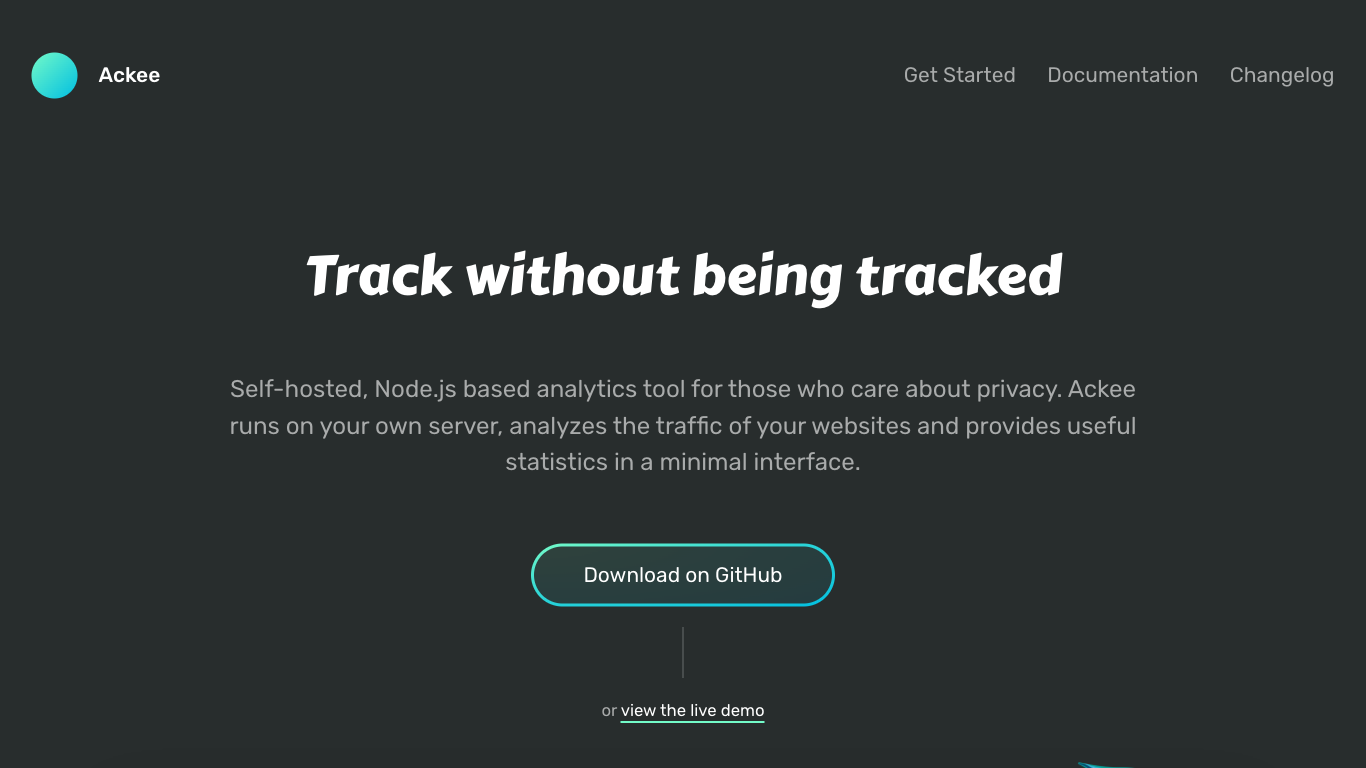 Ackee
Get Started
Documentation
Changelog
Track without being tracked
Self-hosted, Node.js based analytics tool for those who care about privacy. Ackee
runs on your own server, analyzes the traffic of your websites and provides useful
statistics in a minimal interface.
Download on GitHub
or view the live demo